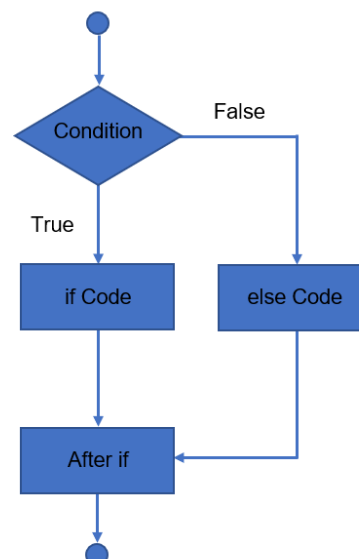 Condition
False
True
if Code
else Code
After if